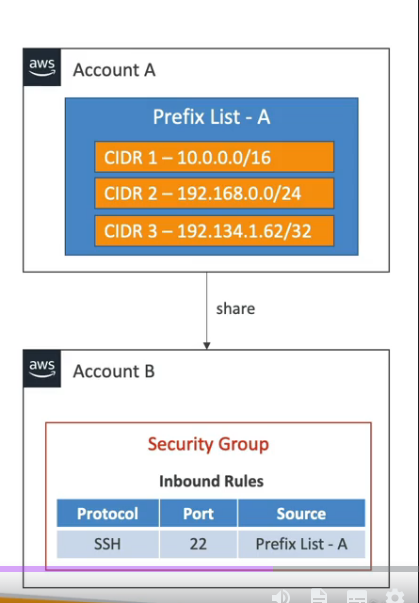 aws
Account A
Prefix List - A
CIDR 1 – 10.0.0.0/16
CIDR 2 – 192.168.0.0/24
CIDR 3 – 192.134.1.62/32
share
aws
Account B
Security Group
Inbound Rules
Protocol Port Source
SSH 22 Prefix List - A